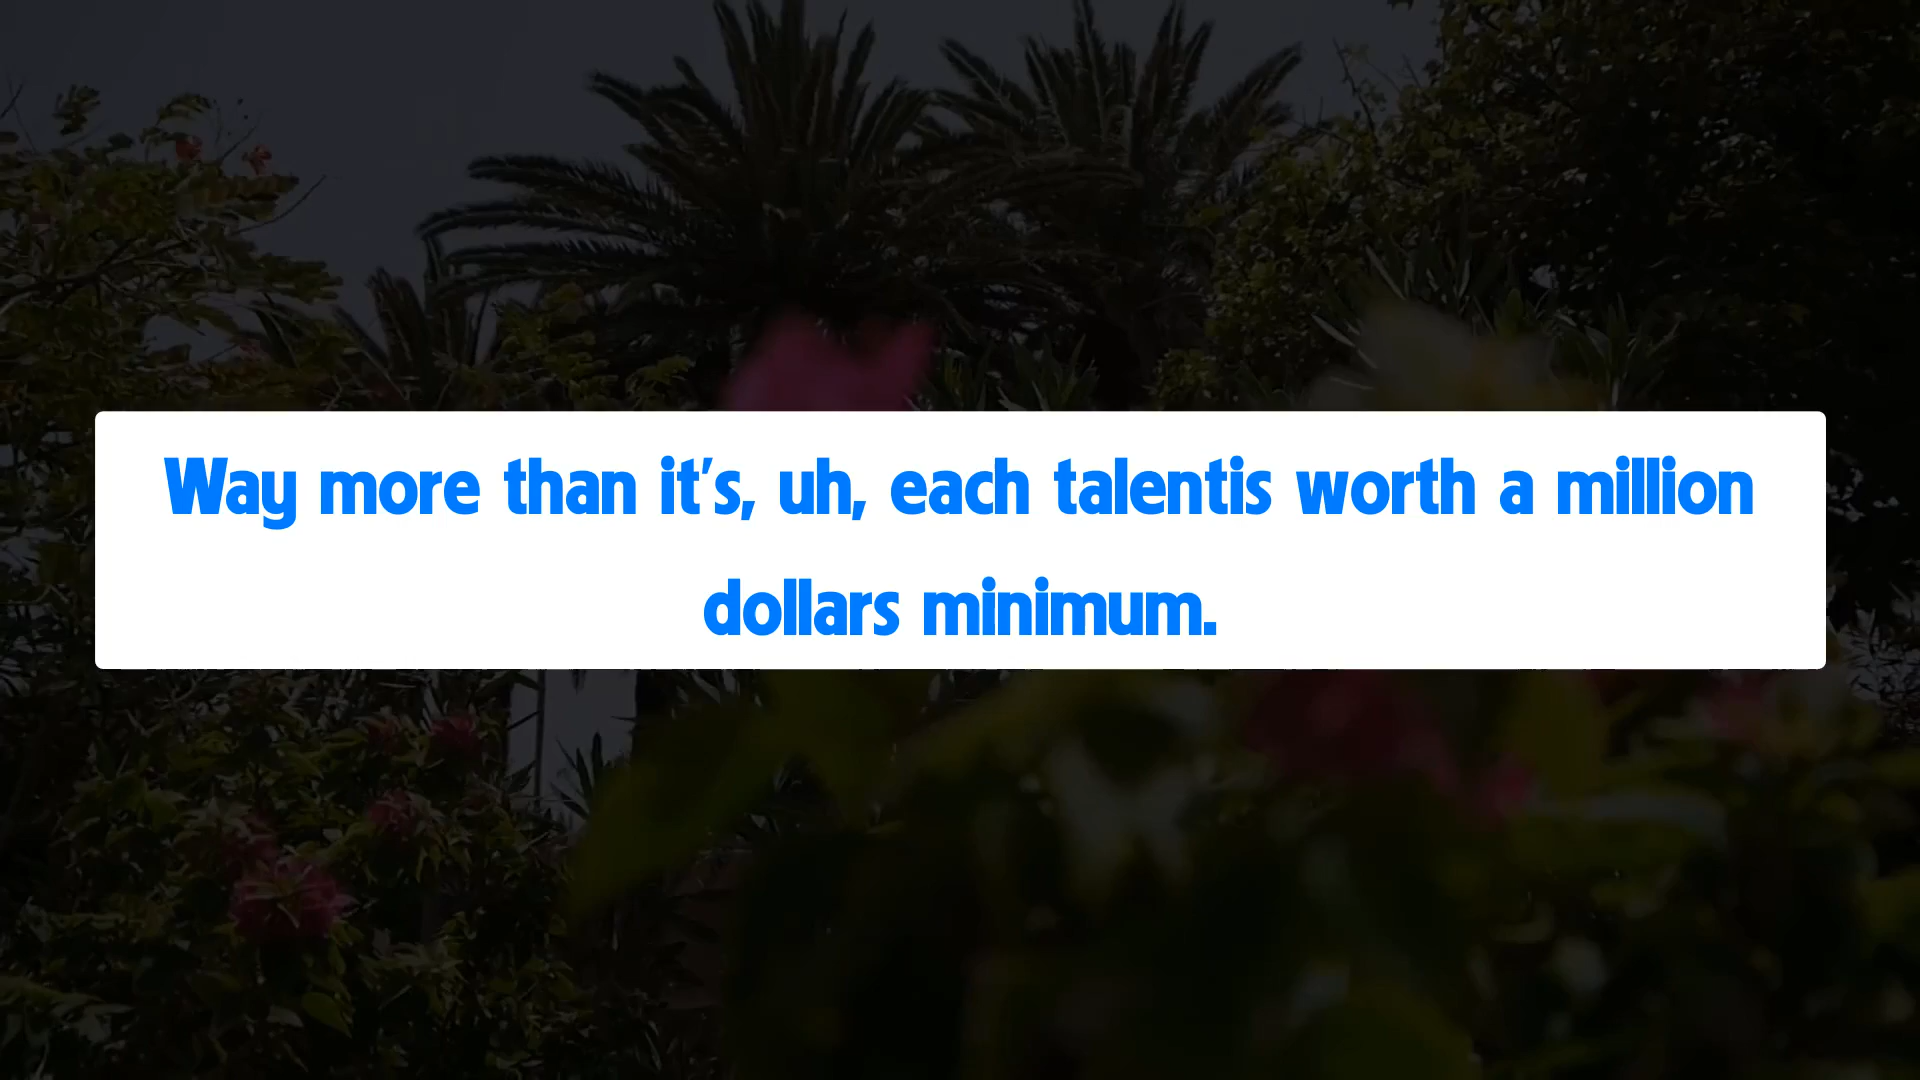 Way more than it's, uh, each talentis worth a million
dollars minimum.